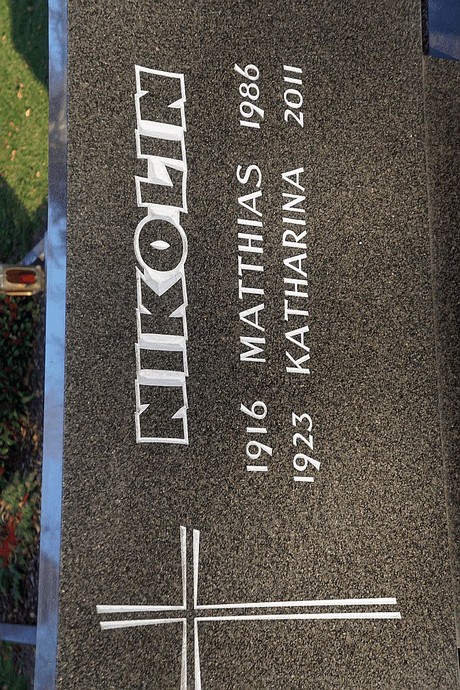 NIKOLIN
1916 MATTHIAS 1986
1923 KATHARINA 2011